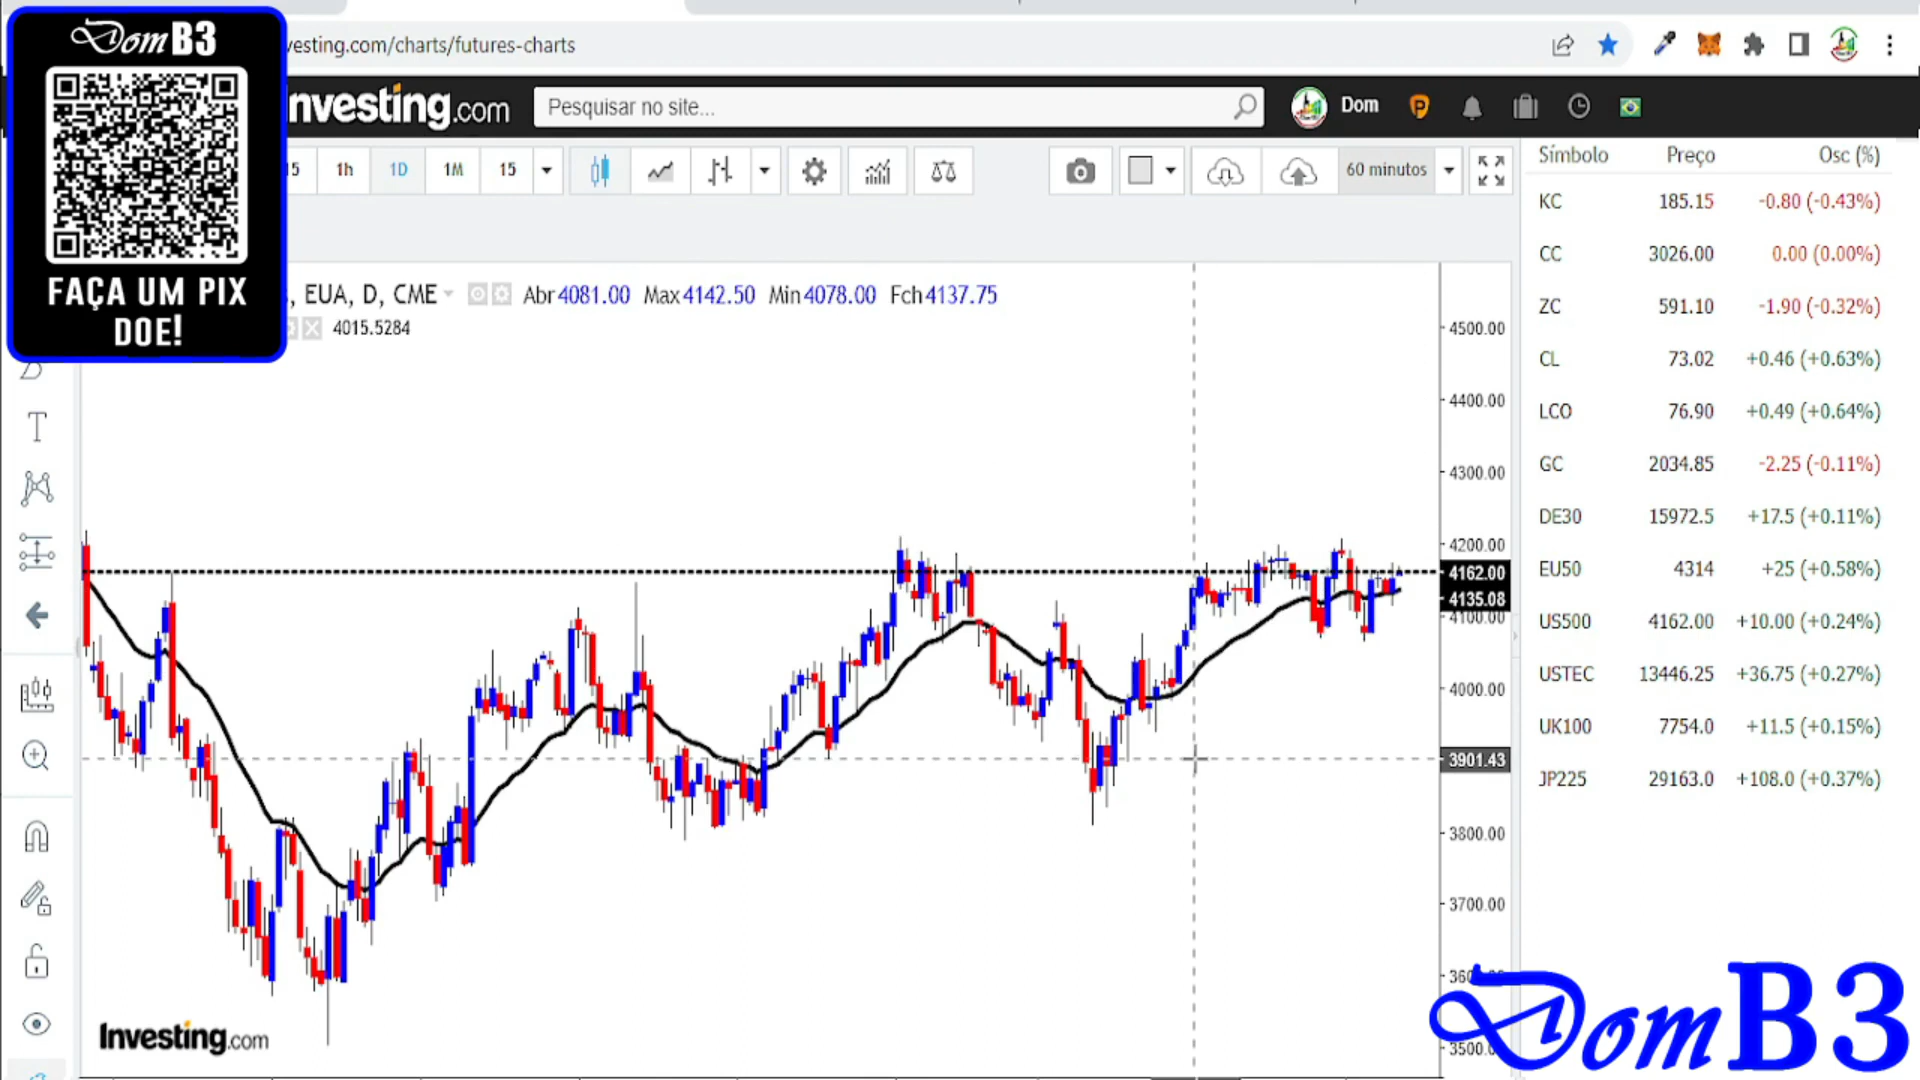 Dom B3
FAÇA UM PIX
DOE!
vesting.com/charts/futures-charts
Investing.com
Pesquisar no site...
Dom
P
15
1h
1D
1M
15
60 minutos
, EUA, D, CME
Abr 4081.00 Max 4142.50 Min 4078.00 Fch 4137.75
4015.5284
4500.00
4400.00
4300.00
4200.00
4162.00
4135.08
4100.00
4000.00
3901.43
3800.00
3700.00
3500.
Investing.com
Símbolo Preço Osc (%)
KC 185.15 -0.80 (-0.43%)
CC 3026.00 0.00 (0.00%)
ZC 591.10 -1.90 (-0.32%)
CL 73.02 +0.46 (+0.63%)
LCO 76.90 +0.49 (+0.64%)
GC 2034.85 -2.25 (-0.11%)
DE30 15972.5 +17.5 (+0.11%)
EU50 4314 +25 (+0.58%)
US500 4162.00 +10.00 (+0.24%)
USTEC 13446.25 +36.75 (+0.27%)
UK100 7754.0 +11.5 (+0.15%)
JP225 29163.0 +108.0 (+0.37%)
DomB3